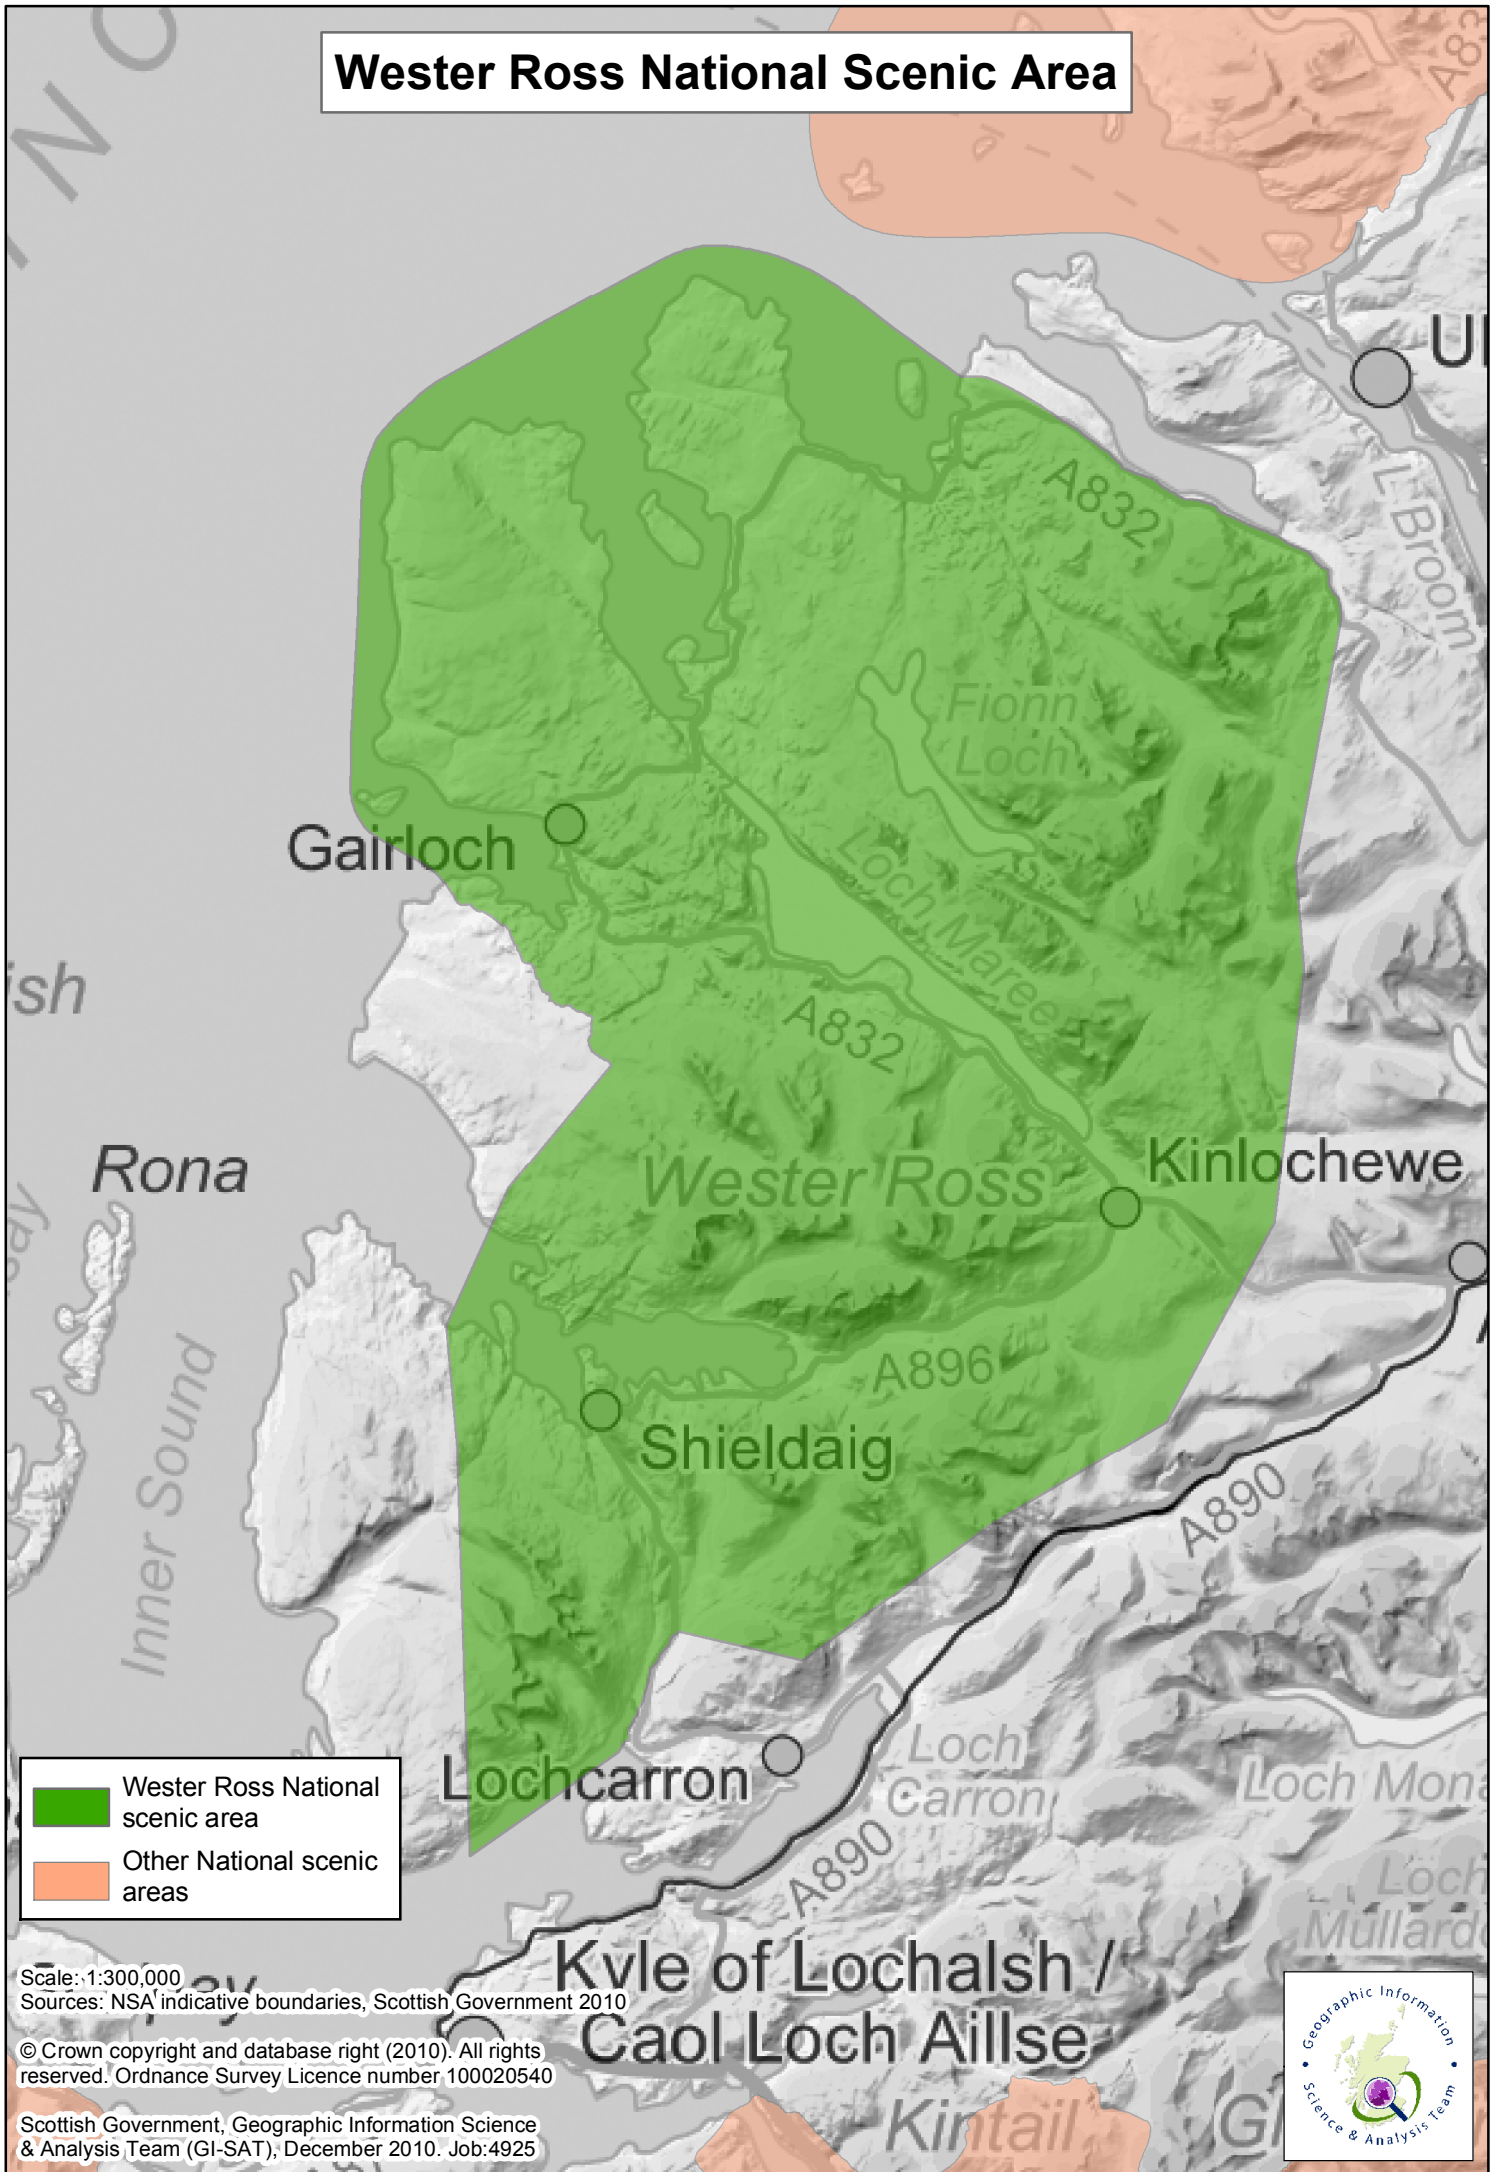 Wester Ross National Scenic Area
A832
L Broom
Fionn
Loch
Gairloch
Loch Maree
A832
Rona
Wester Ross
Kinlochewe
A896
Shieldaig
Inner Sound
A890
Lochcarron
Loch
Carron
A890
Kyle of Lochalsh /
Caol Loch Aillse
Kintail
Wester Ross National
scenic area
Other National scenic
areas
Scale: 1:300,000
Sources: NSA indicative boundaries, Scottish Government 2010
© Crown copyright and database right (2010). All rights
reserved. Ordnance Survey Licence number 100020540
Scottish Government, Geographic Information Science
& Analysis Team (GI-SAT), December 2010. Job:4925
Geographic Information
Science & Analysis Team